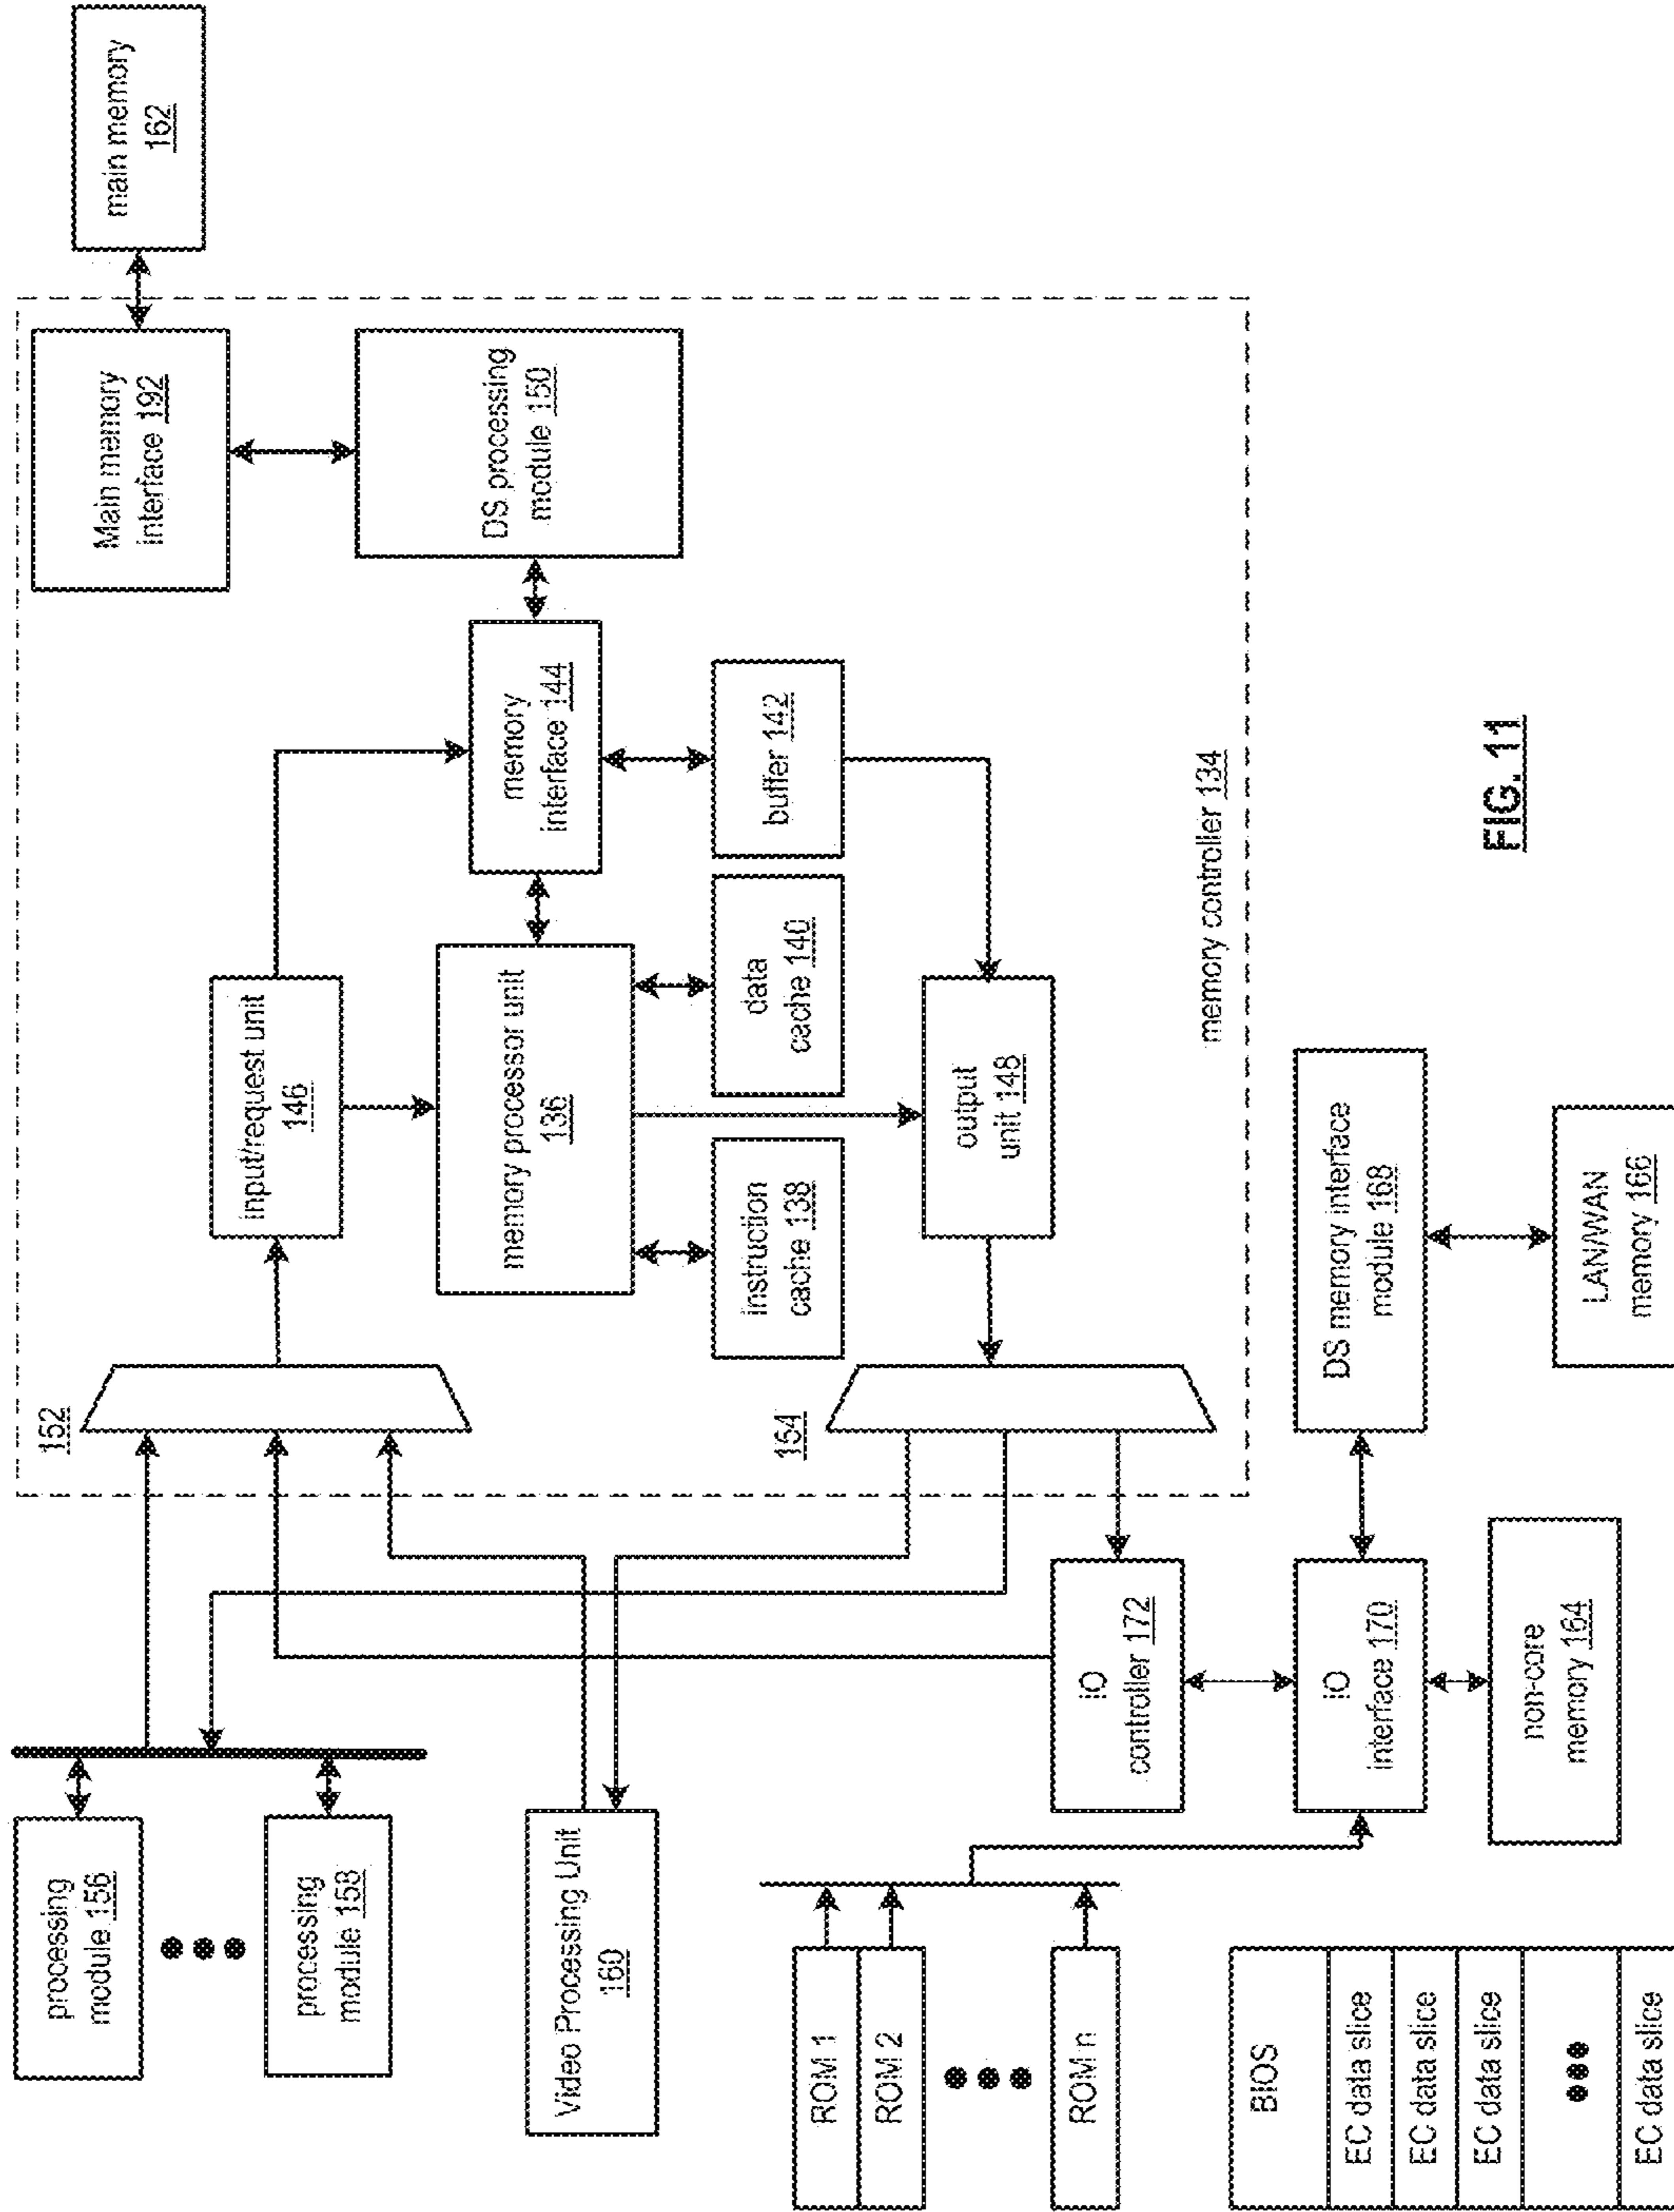 processing
module 156
processing
module 158
Video Processing Unit
160
ROM 1
ROM 2
ROM n
BIOS
EC data slice
EC data slice
EC data slice
EC data slice
152
154
IO
controller 172
IO
interface 170
non-core
memory 164
input/request unit
146
memory processor unit
136
instruction
cache 138
data
cache 140
output
unit 148
memory
interface 144
buffer 142
Main memory
interface 192
DS processing
module 150
main memory
162
memory controller 134
DS memory interface
module 168
LAN/WAN
memory 166
FIG. 11